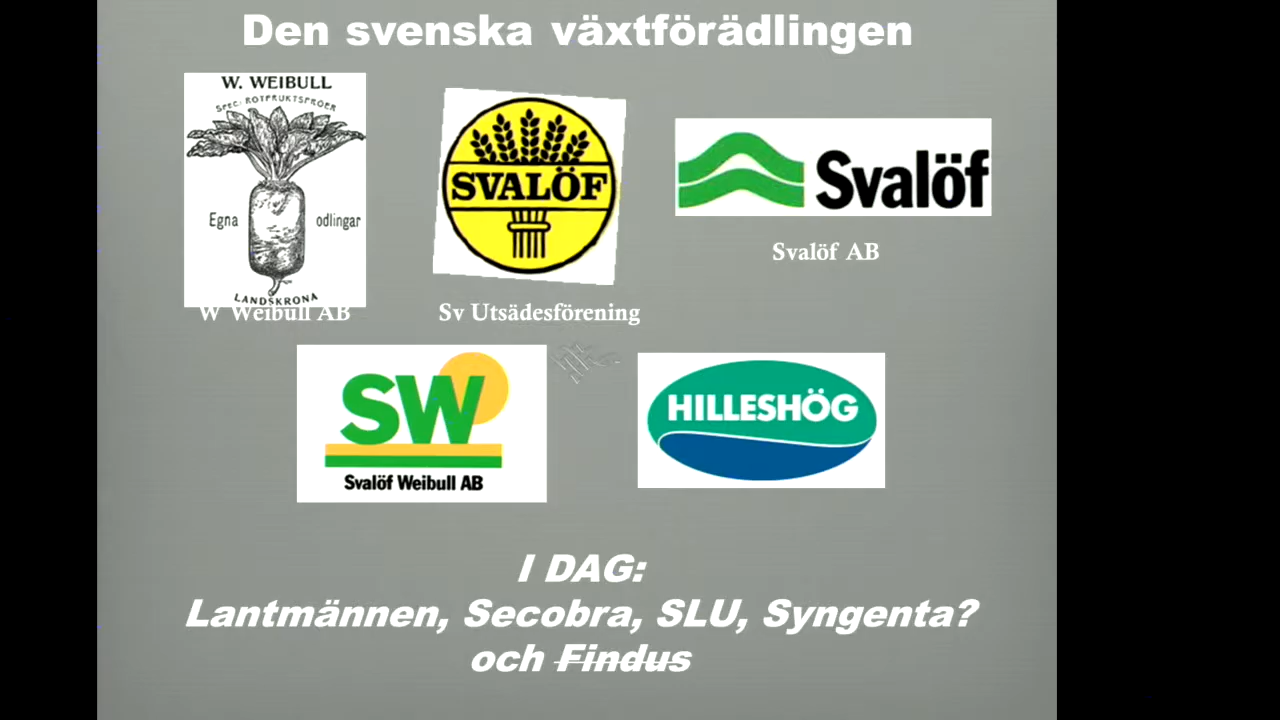 Den svenska växtförädlingen
W. WEIBULL
SPEC: ROTFRUKTSFRÖER
Egna odlingar
LANDSKRONA
W Weibull AB
SVALÖF
Sv Utsädesförening
Svalöf
Svalöf AB
SW
Svalöf Weibull AB
HILLESHÖG
I DAG:
Lantmännen, Secobra, SLU, Syngenta?
och Findus